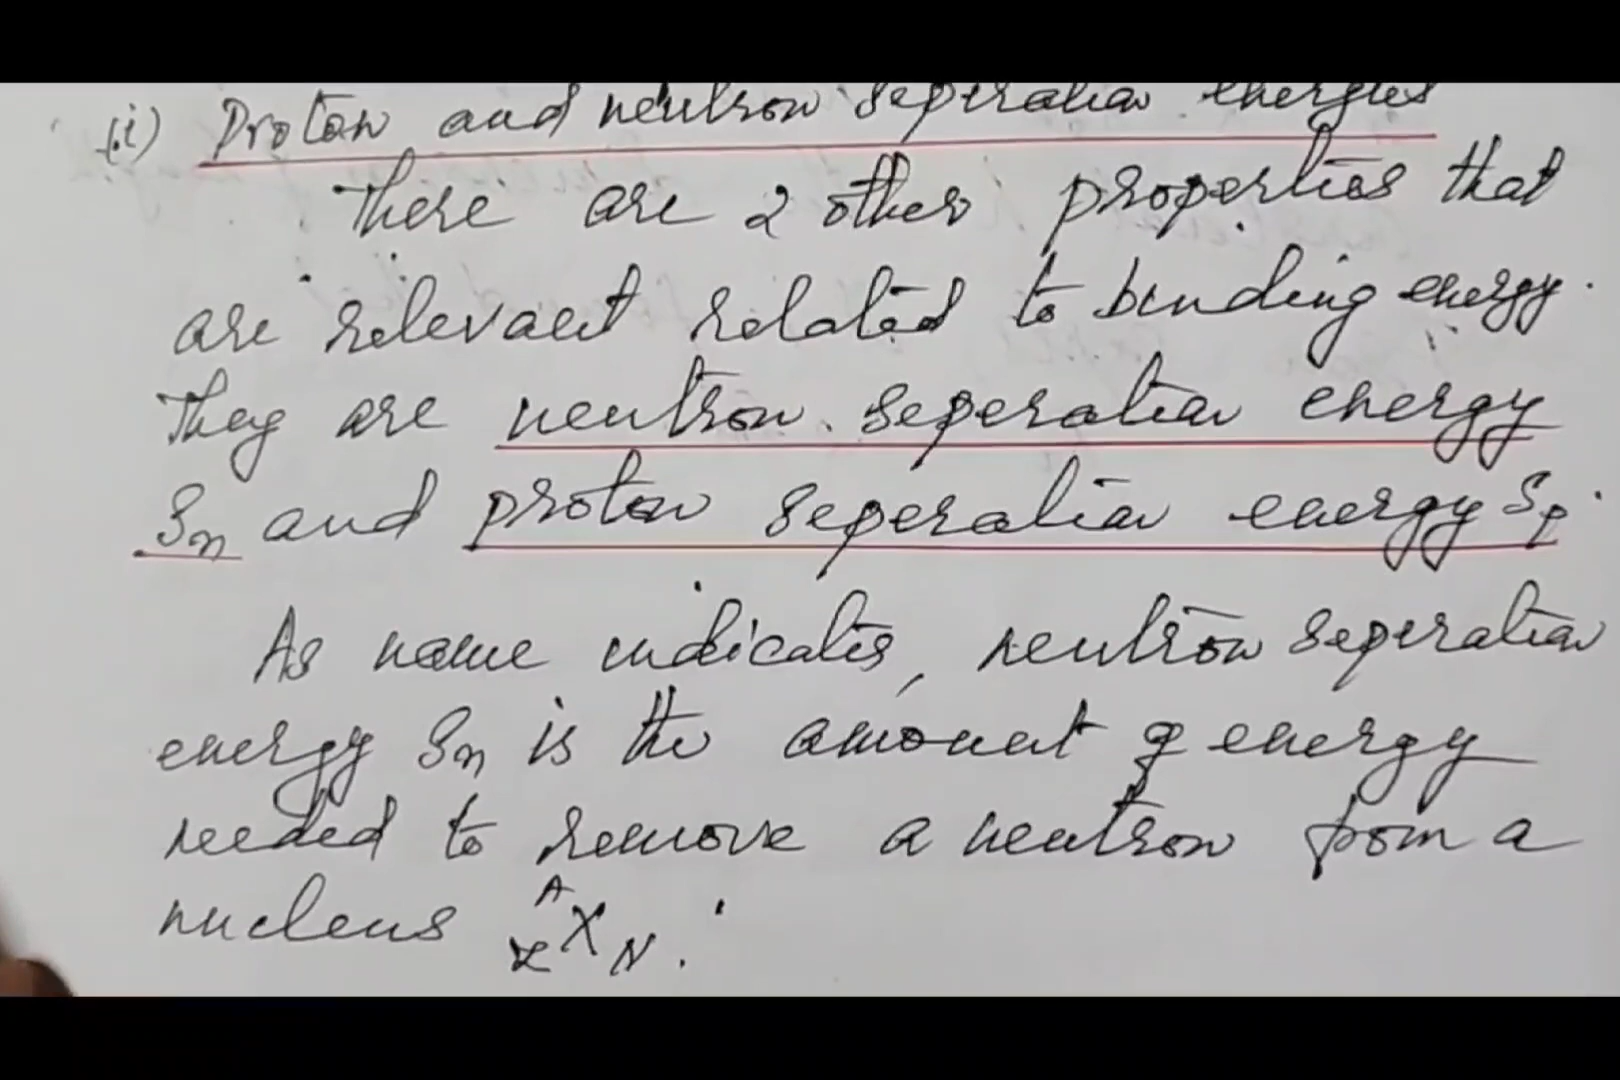 (i) Proton and neutron seperation energies
There are 2 other properties that
are relevant related to binding energy.
They are neutron seperation energy
Sn and proton seperation energy Sp.
As name indicates, neutron seperation
energy Sn is the amount of energy
needed to remove a neutron from a
nucleus ᴬ_Z X_N.